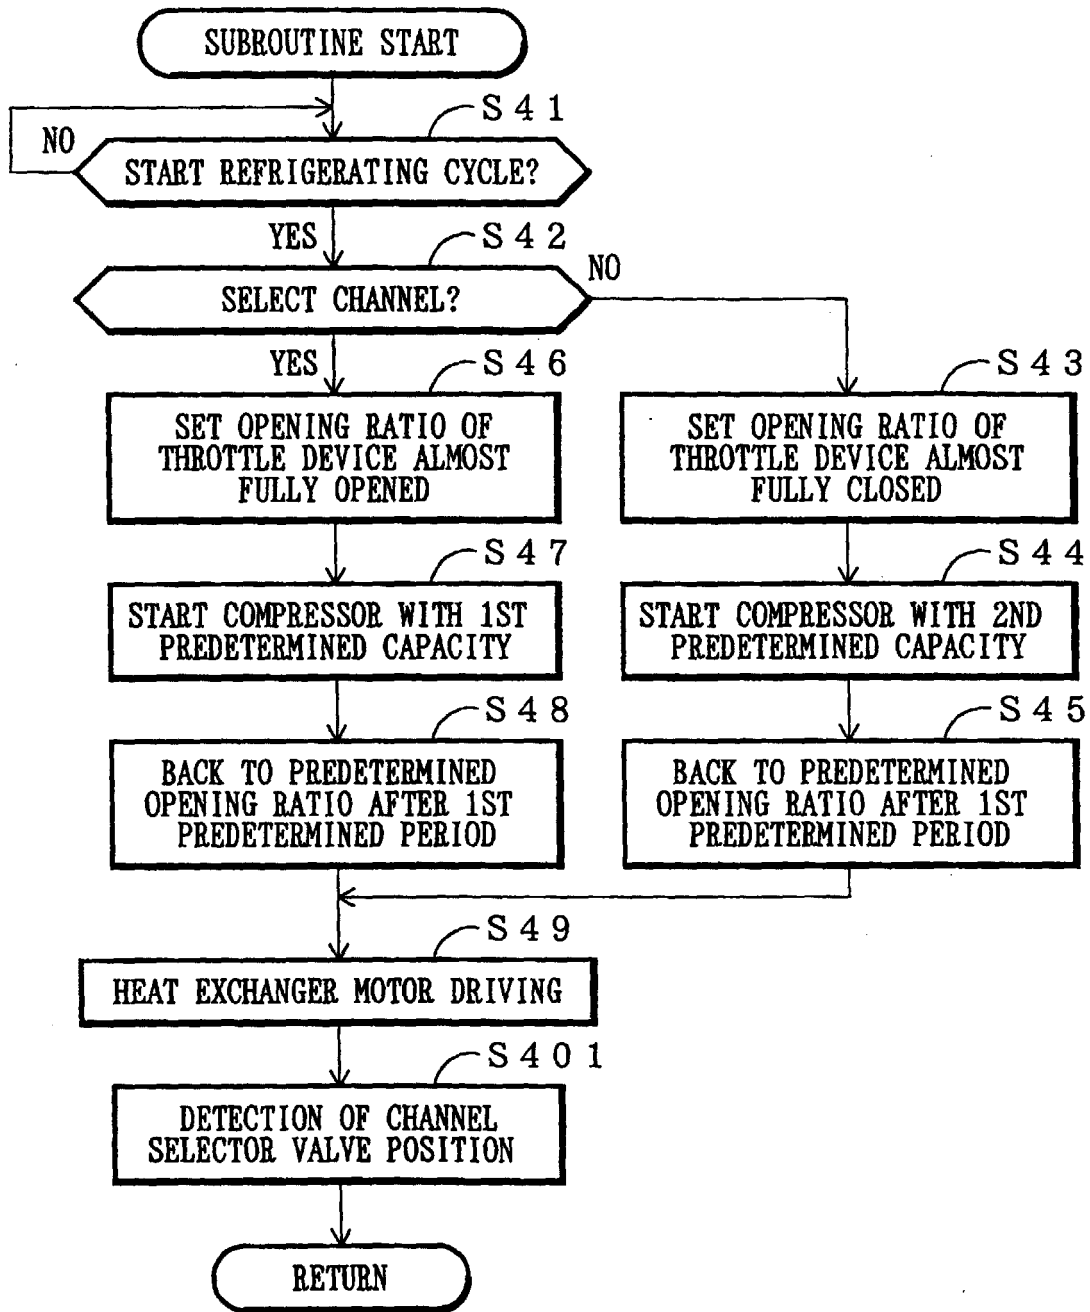 SUBROUTINE START
S41
NO
START REFRIGERATING CYCLE?
YES
S42
NO
SELECT CHANNEL?
YES
S46
SET OPENING RATIO OF
THROTTLE DEVICE ALMOST
FULLY OPENED
S43
SET OPENING RATIO OF
THROTTLE DEVICE ALMOST
FULLY CLOSED
S47
START COMPRESSOR WITH 1ST
PREDETERMINED CAPACITY
S44
START COMPRESSOR WITH 2ND
PREDETERMINED CAPACITY
S48
BACK TO PREDETERMINED
OPENING RATIO AFTER 1ST
PREDETERMINED PERIOD
S45
BACK TO PREDETERMINED
OPENING RATIO AFTER 1ST
PREDETERMINED PERIOD
S49
HEAT EXCHANGER MOTOR DRIVING
S401
DETECTION OF CHANNEL
SELECTOR VALVE POSITION
RETURN